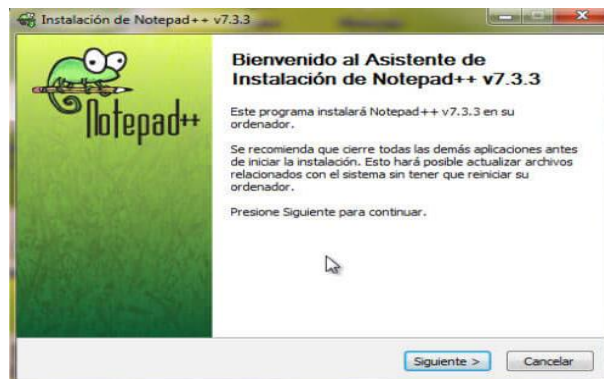 Instalación de Notepad++ v7.3.3
Notepad++
Bienvenido al Asistente de
Instalación de Notepad++ v7.3.3
Este programa instalará Notepad++ v7.3.3 en su
ordenador.
Se recomienda que cierre todas las demás aplicaciones antes
de iniciar la instalación. Esto hará posible actualizar archivos
relacionados con el sistema sin tener que reiniciar su
ordenador.
Presione Siguiente para continuar.
Siguiente >
Cancelar